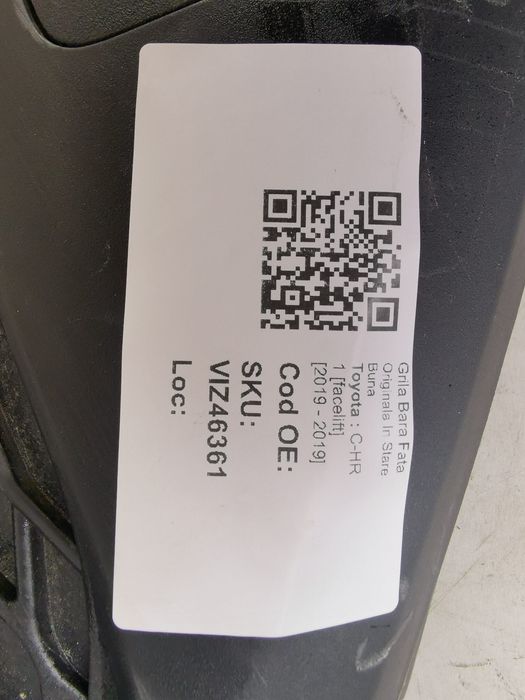 Grila Bara Fata
Originala In Stare
Buna
Toyota : C-HR
1 [facelift]
[2019 - 2019]
Cod OE:
SKU:
VIZ46361
Loc: